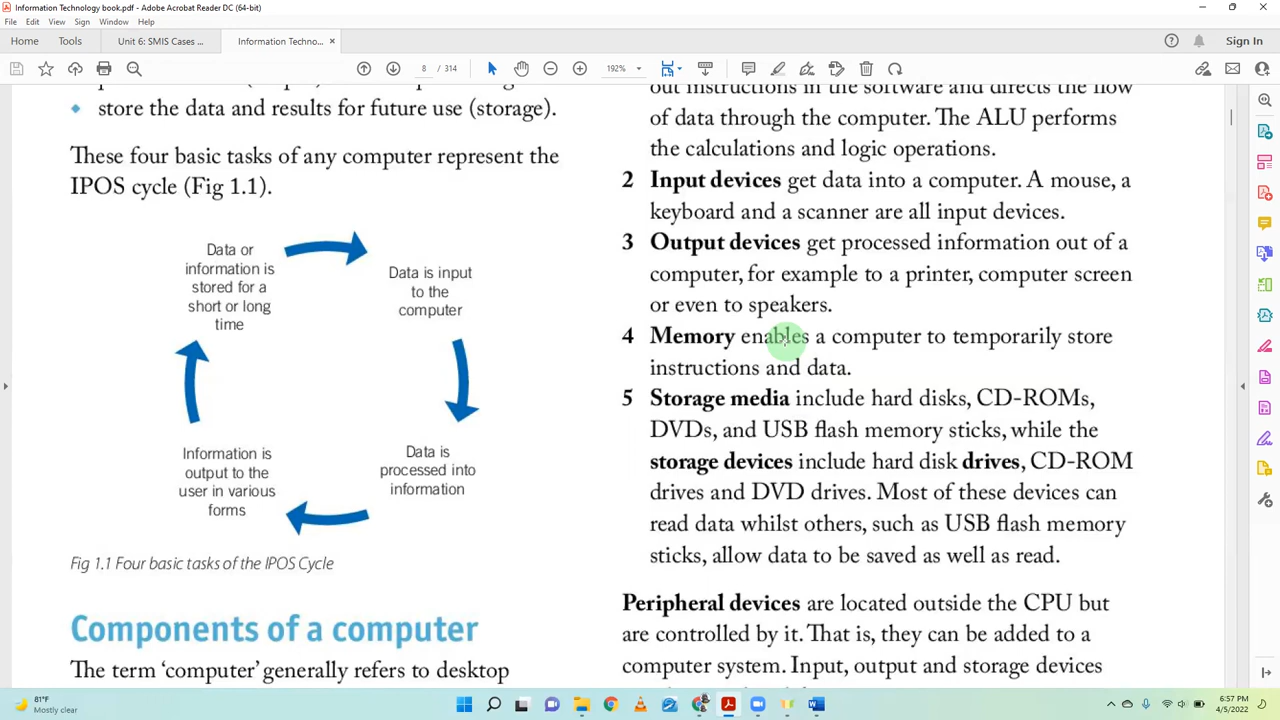 Information Technology book.pdf - Adobe Acrobat Reader DC (64-bit)
File Edit View Sign Window Help
Home Tools Unit 6: SMIS Cases ... Information Techno... × Sign In
8 / 314 192%
store the data and results for future use (storage).
These four basic tasks of any computer represent the
IPOS cycle (Fig 1.1).
Data or
information is
stored for a
short or long
time
Data is input
to the
computer
Data is
processed into
information
Information is
output to the
user in various
forms
Fig 1.1 Four basic tasks of the IPOS Cycle
Components of a computer
The term ‘computer’ generally refers to desktop
out instructions in the software and directs the flow
of data through the computer. The ALU performs
the calculations and logic operations.
2 Input devices get data into a computer. A mouse, a
keyboard and a scanner are all input devices.
3 Output devices get processed information out of a
computer, for example to a printer, computer screen
or even to speakers.
4 Memory enables a computer to temporarily store
instructions and data.
5 Storage media include hard disks, CD-ROMs,
DVDs, and USB flash memory sticks, while the
storage devices include hard disk drives, CD-ROM
drives and DVD drives. Most of these devices can
read data whilst others, such as USB flash memory
sticks, allow data to be saved as well as read.
Peripheral devices are located outside the CPU but
are controlled by it. That is, they can be added to a
computer system. Input, output and storage devices
81°F
Mostly clear
6:57 PM
4/5/2022